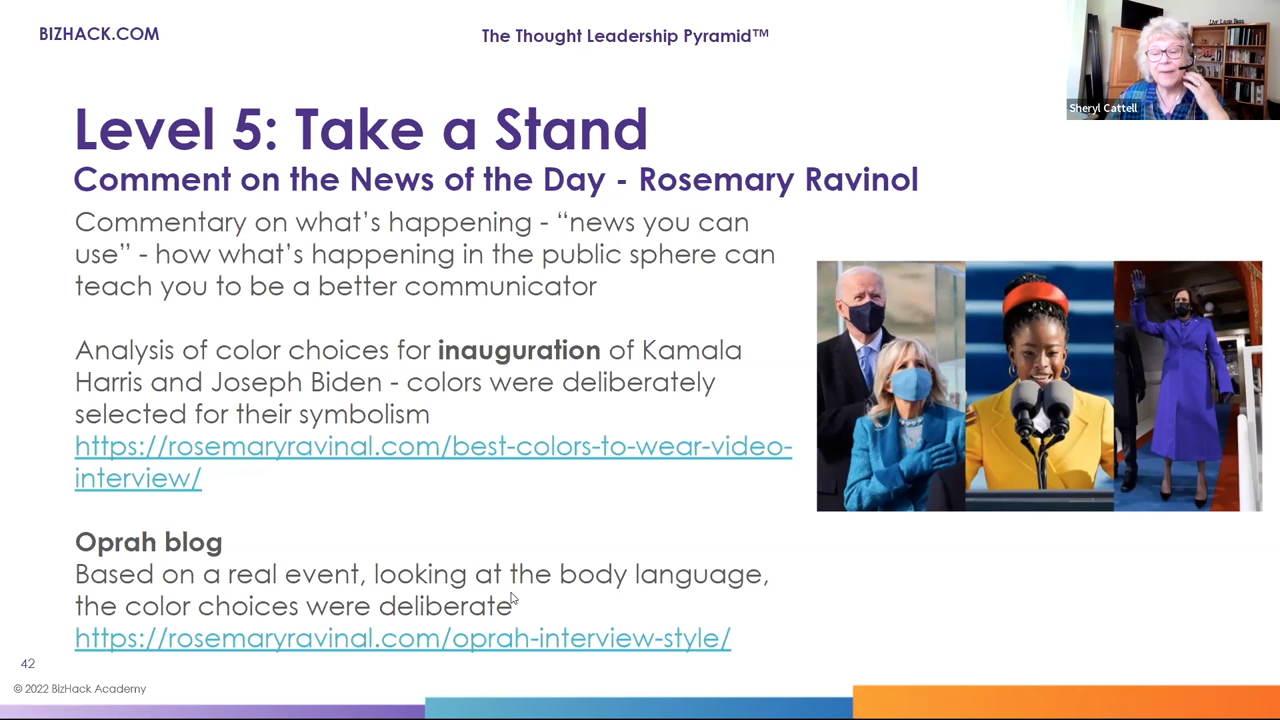 BIZHACK.COM
The Thought Leadership Pyramid™
Sheryl Cattell
Level 5: Take a Stand
Comment on the News of the Day - Rosemary Ravinol
Commentary on what’s happening - “news you can
use” - how what’s happening in the public sphere can
teach you to be a better communicator
Analysis of color choices for inauguration of Kamala
Harris and Joseph Biden - colors were deliberately
selected for their symbolism
https://rosemaryravinal.com/best-colors-to-wear-video-
interview/
Oprah blog
Based on a real event, looking at the body language,
the color choices were deliberate
https://rosemaryravinal.com/oprah-interview-style/
42
© 2022 BizHack Academy